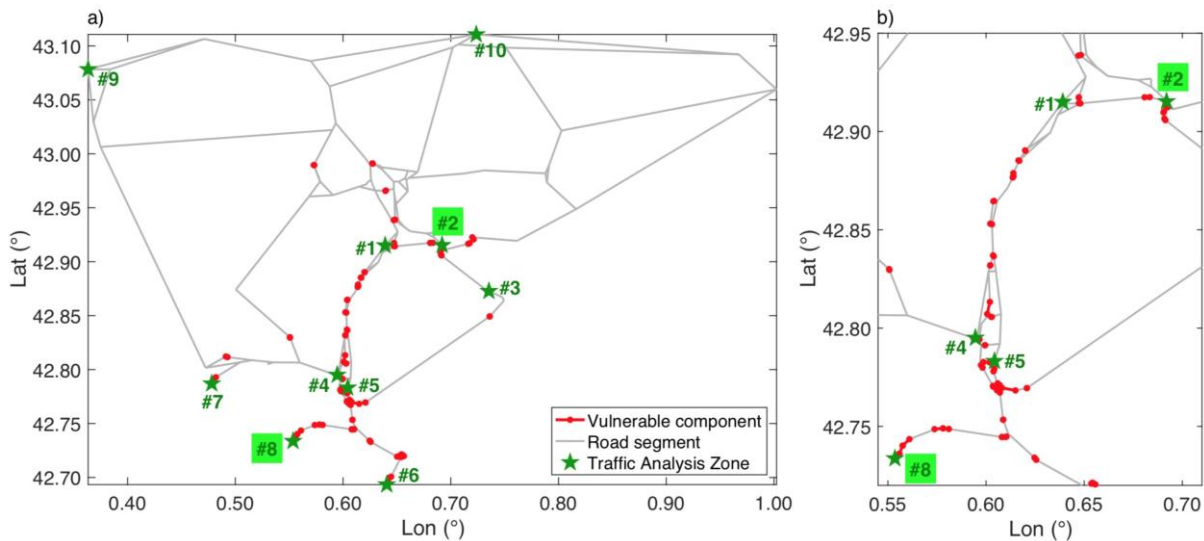 a)
b)
43.10
43.05
43.00
42.95
42.90
42.85
42.80
42.75
42.70
Lat (°)
0.40 0.50 0.60 0.70 0.80 0.90 1.00
Lon (°)
#9
#10
#2
#1
#3
#4
#5
#7
#8
#6
Vulnerable component
Road segment
Traffic Analysis Zone
42.95
42.90
42.85
42.80
42.75
Lat (°)
0.55 0.60 0.65 0.70
Lon (°)
#2
#1
#4
#5
#8